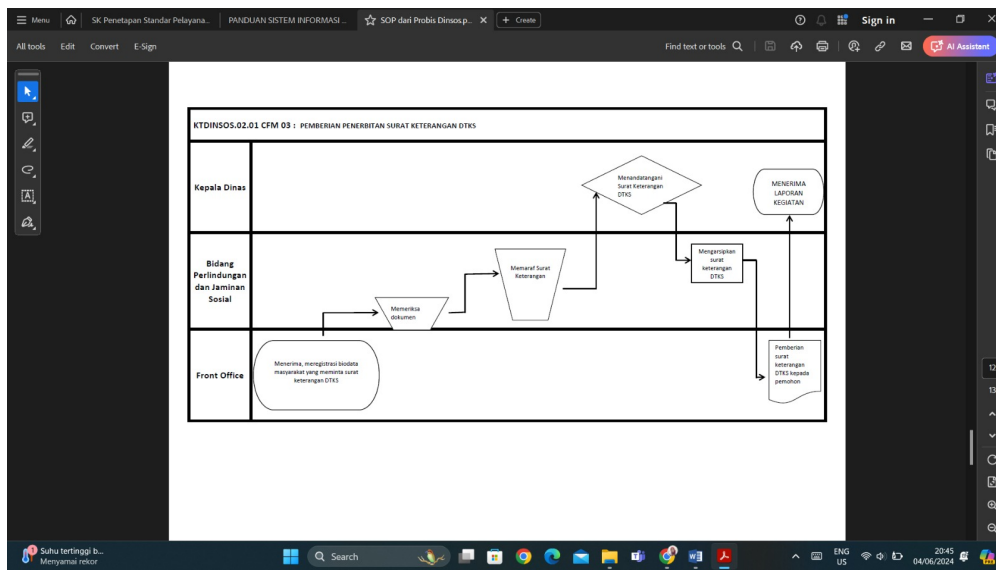 Menu
SK Penetapan Standar Pelayana...
PANDUAN SISTEM INFORMASI ...
SOP dari Probis Dinsos.p...
+ Create
Sign in
All tools
Edit
Convert
E-Sign
Find text or tools
AI Assistant
KTDINSOS.02.01 CFM 03 : PEMBERIAN PENERBITAN SURAT KETERANGAN DTKS
Kepala Dinas
Menandatangani
Surat Keterangan
DTKS
MENERIMA
LAPORAN
KEGIATAN
Bidang
Perlindungan
dan Jaminan
Sosial
Memeriksa
dokumen
Memaraf Surat
Keterangan
Mengarsipkan
surat
keterangan
DTKS
Front Office
Menerima, meregistrasi biodata
masyarakat yang meminta surat
keterangan DTKS
Pemberian
surat
keterangan
DTKS kepada
pemohon
12
13
1
Suhu tertinggi b...
Menyamai rekor
Search
ENG
US
20:45
04/06/2024